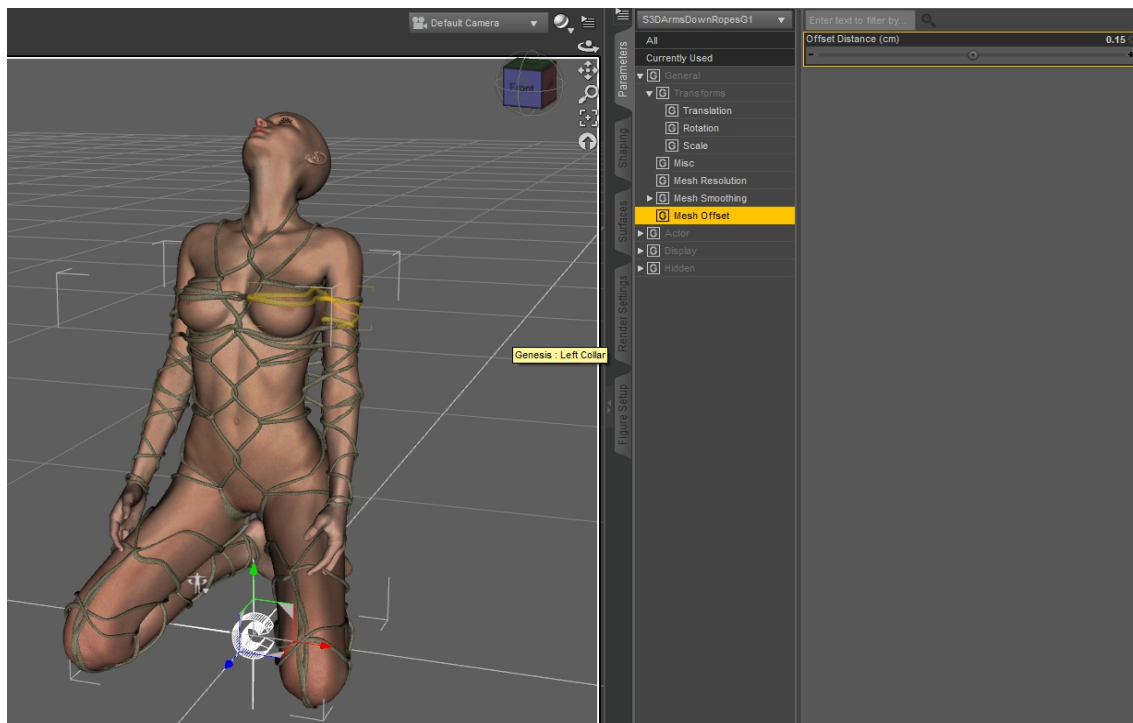 Default Camera
Front
Genesis : Left Collar
Parameters
Shaping
Surfaces
Render Settings
Figure Setup
S3DArmsDownRopesG1
All
Currently Used
G General
G Transforms
G Translation
G Rotation
G Scale
G Misc
G Mesh Resolution
G Mesh Smoothing
G Mesh Offset
G Actor
G Display
G Hidden
Enter text to filter by...
Offset Distance (cm) 0.15
- +